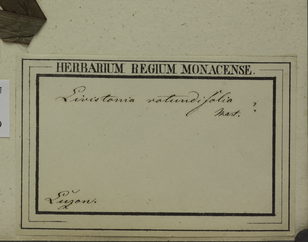 HERBARIUM REGIUM MONACENSE.
Livistonia rotundifolia ?
Mart.
Luzon.